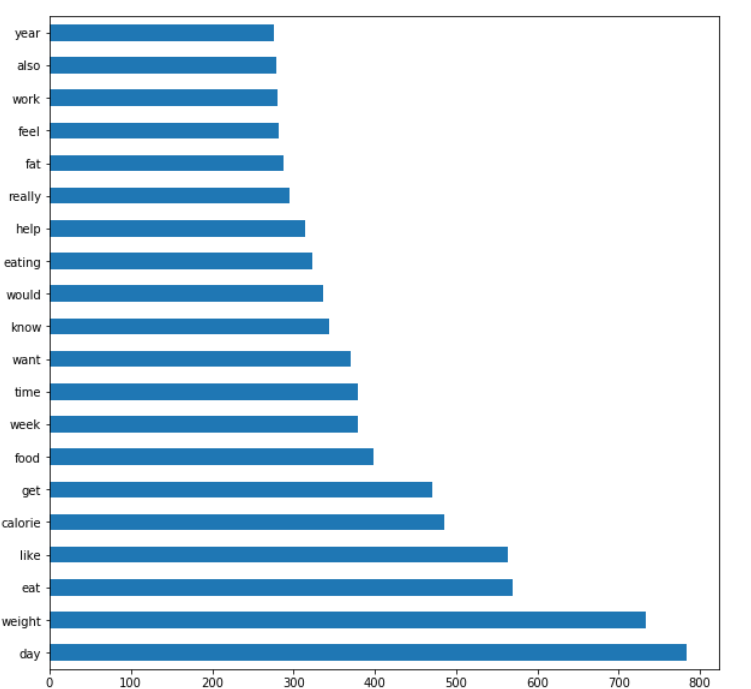 year
also
work
feel
fat
really
help
eating
would
know
want
time
week
food
get
calorie
like
eat
weight
day
0 100 200 300 400 500 600 700 800